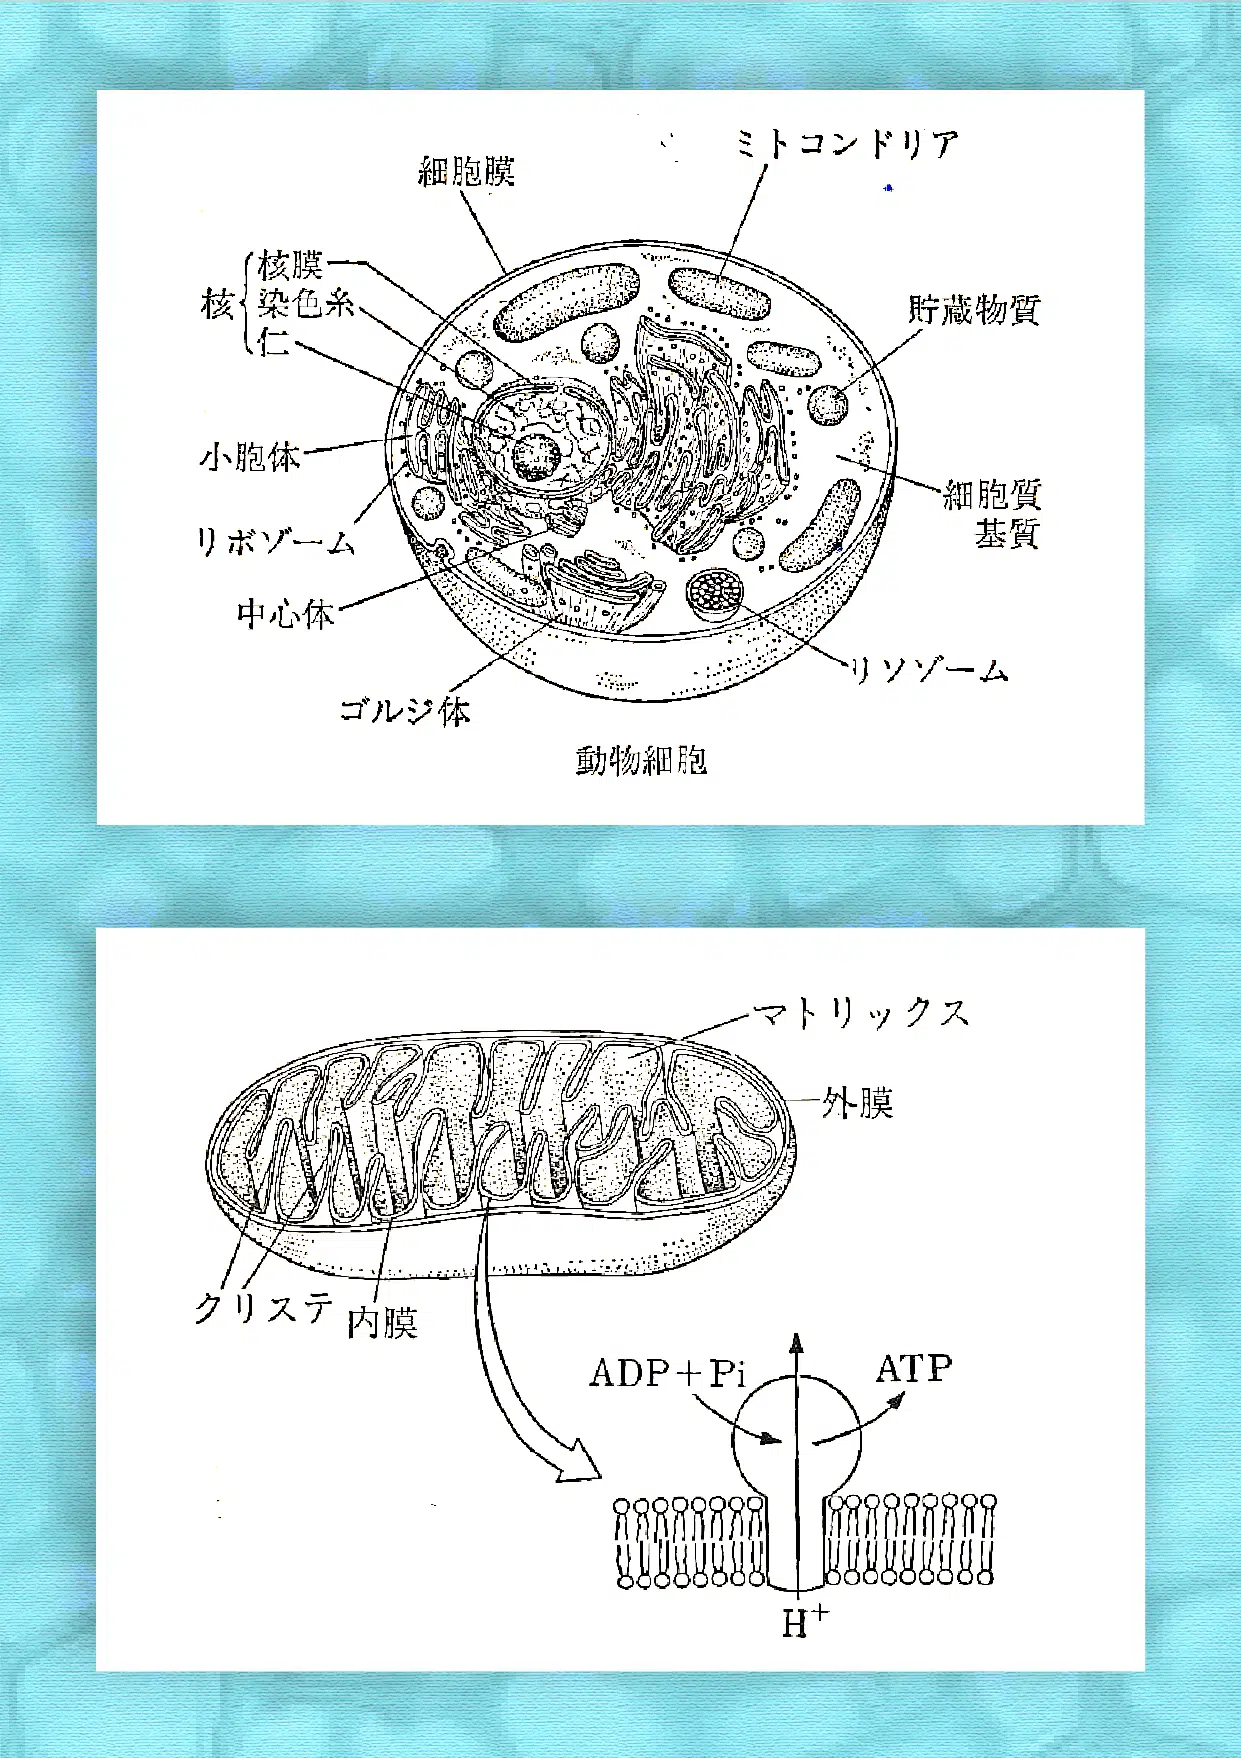 ミトコンドリア
細胞膜
核膜
核
染色糸
仁
貯蔵物質
小胞体
細胞質
基質
リボゾーム
中心体
リソゾーム
ゴルジ体
動物細胞
マトリックス
外膜
クリステ
内膜
ADP+Pi
ATP
H⁺